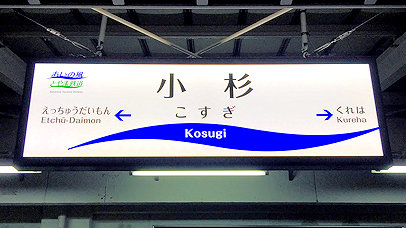 あいの風
とやま鉄道
小杉
こすぎ
Kosugi
えっちゅうだいもん
Etchū-Daimon
くれは
Kureha